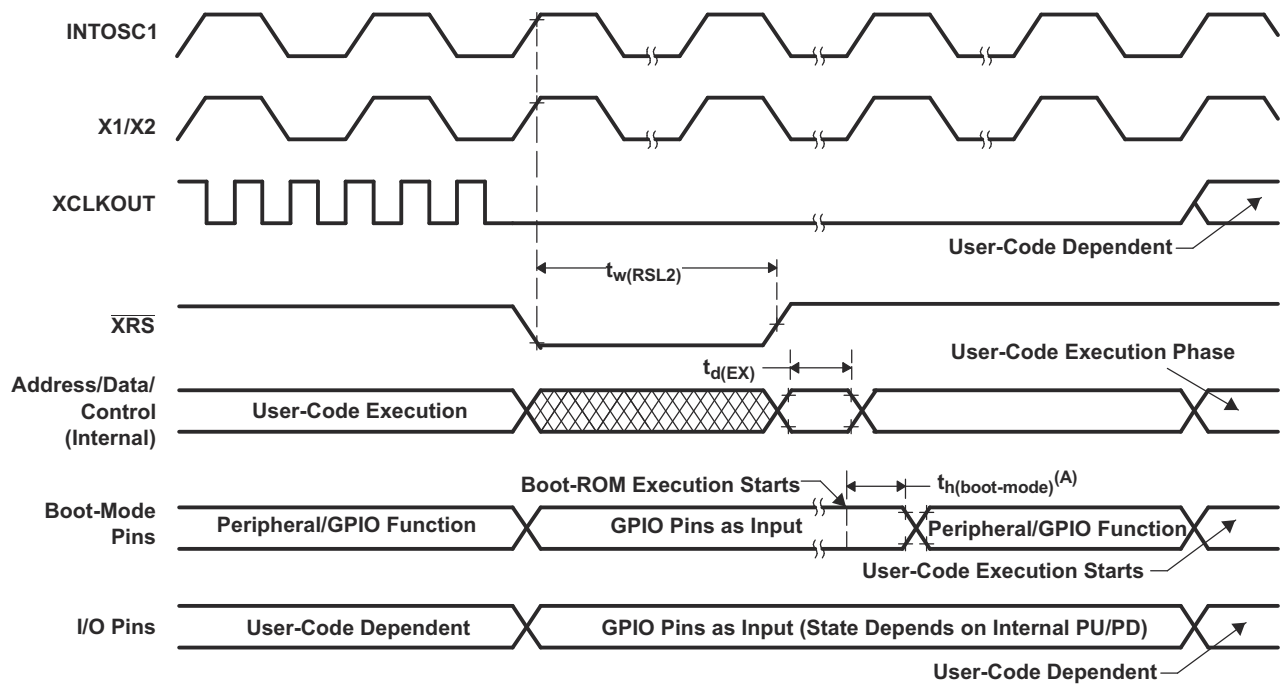 INTOSC1
X1/X2
XCLKOUT
User-Code Dependent
tw(RSL2)
XRS
User-Code Execution Phase
td(EX)
Address/Data/
Control
(Internal)
User-Code Execution
Boot-ROM Execution Starts
th(boot-mode)(A)
Boot-Mode
Pins
Peripheral/GPIO Function
GPIO Pins as Input
Peripheral/GPIO Function
User-Code Execution Starts
I/O Pins
User-Code Dependent
GPIO Pins as Input (State Depends on Internal PU/PD)
User-Code Dependent